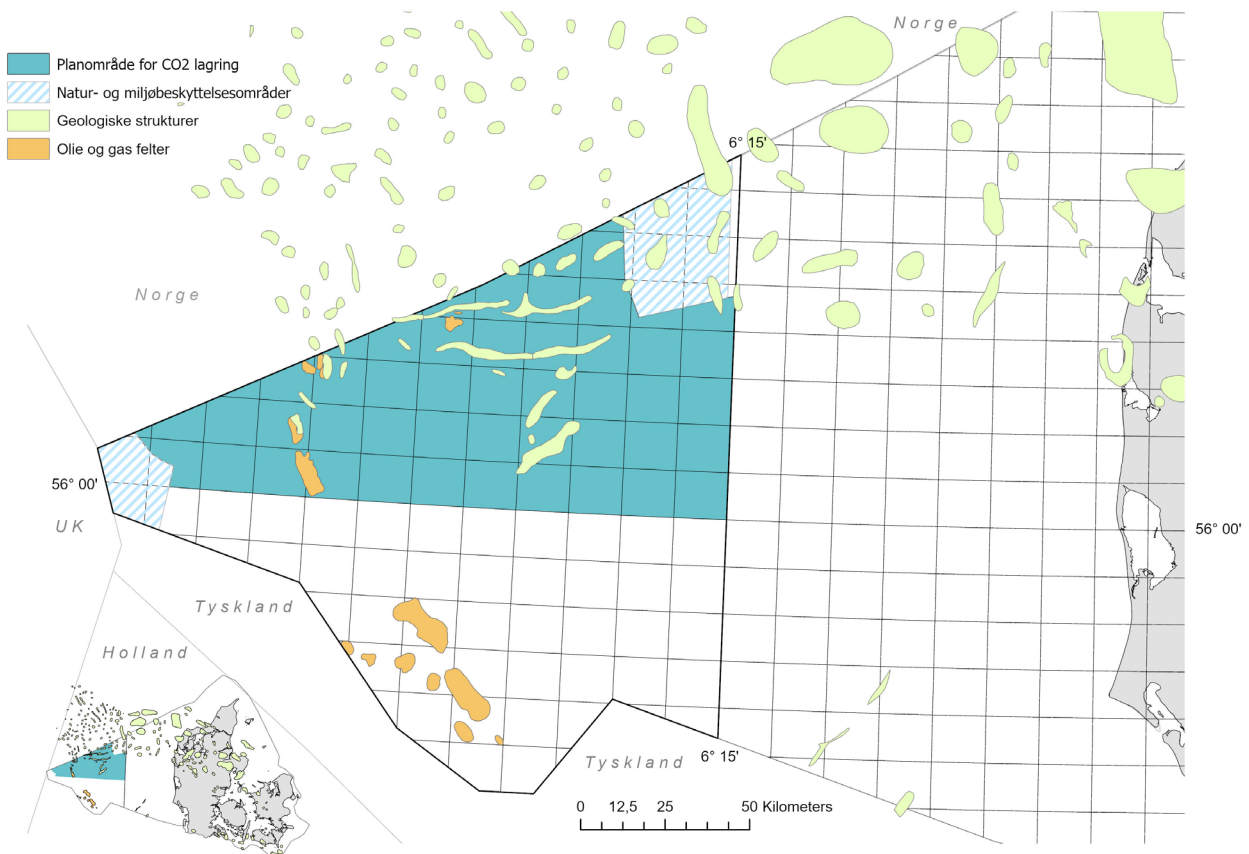 Norge
Planområde for CO2 lagring
Natur- og miljøbeskyttelsesområder
Geologiske strukturer
Olie og gas felter
6° 15'
Norge
56° 00'
UK
56° 00'
Tyskland
Holland
Tyskland
6° 15'
0 12,5 25 50 Kilometers